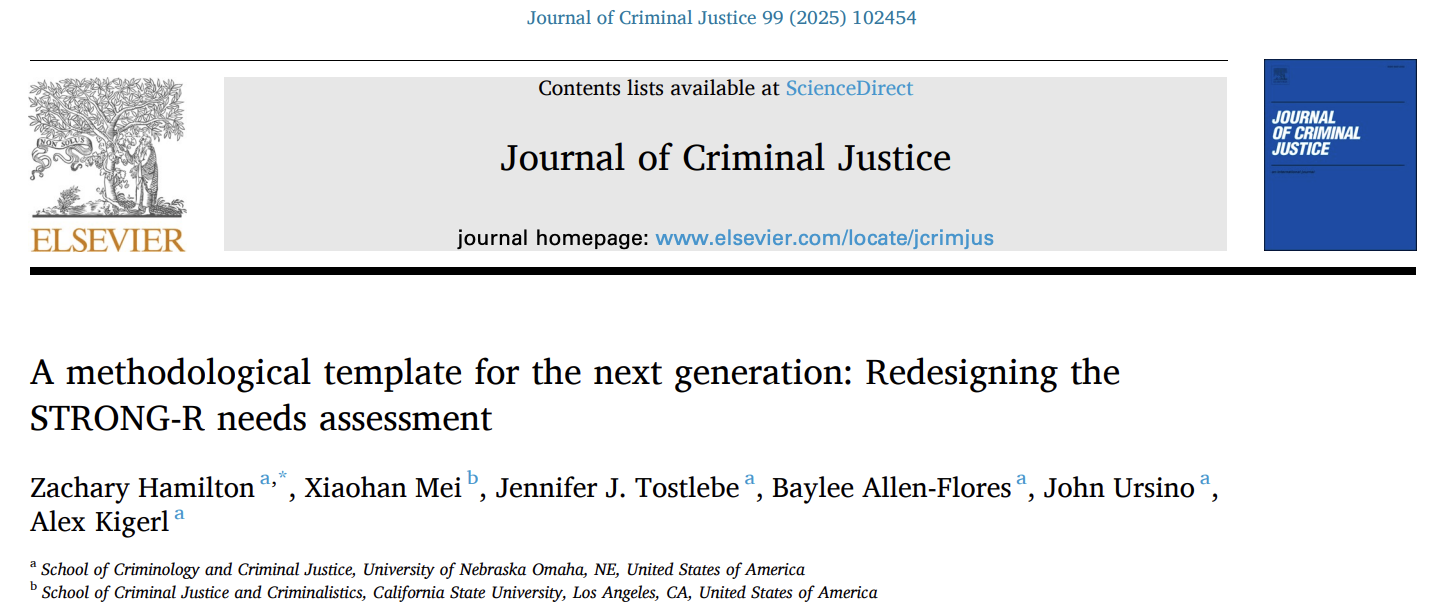 Journal of Criminal Justice 99 (2025) 102454
Contents lists available at ScienceDirect
Journal of Criminal Justice
journal homepage: www.elsevier.com/locate/jcrimjus
NON SOLUS
ELSEVIER
JOURNAL
OF CRIMINAL
JUSTICE
A methodological template for the next generation: Redesigning the
STRONG-R needs assessment
Zachary Hamilton a,*, Xiaohan Mei b, Jennifer J. Tostlebe a, Baylee Allen-Flores a, John Ursino a,
Alex Kigerl a
a School of Criminology and Criminal Justice, University of Nebraska Omaha, NE, United States of America
b School of Criminal Justice and Criminalistics, California State University, Los Angeles, CA, United States of America